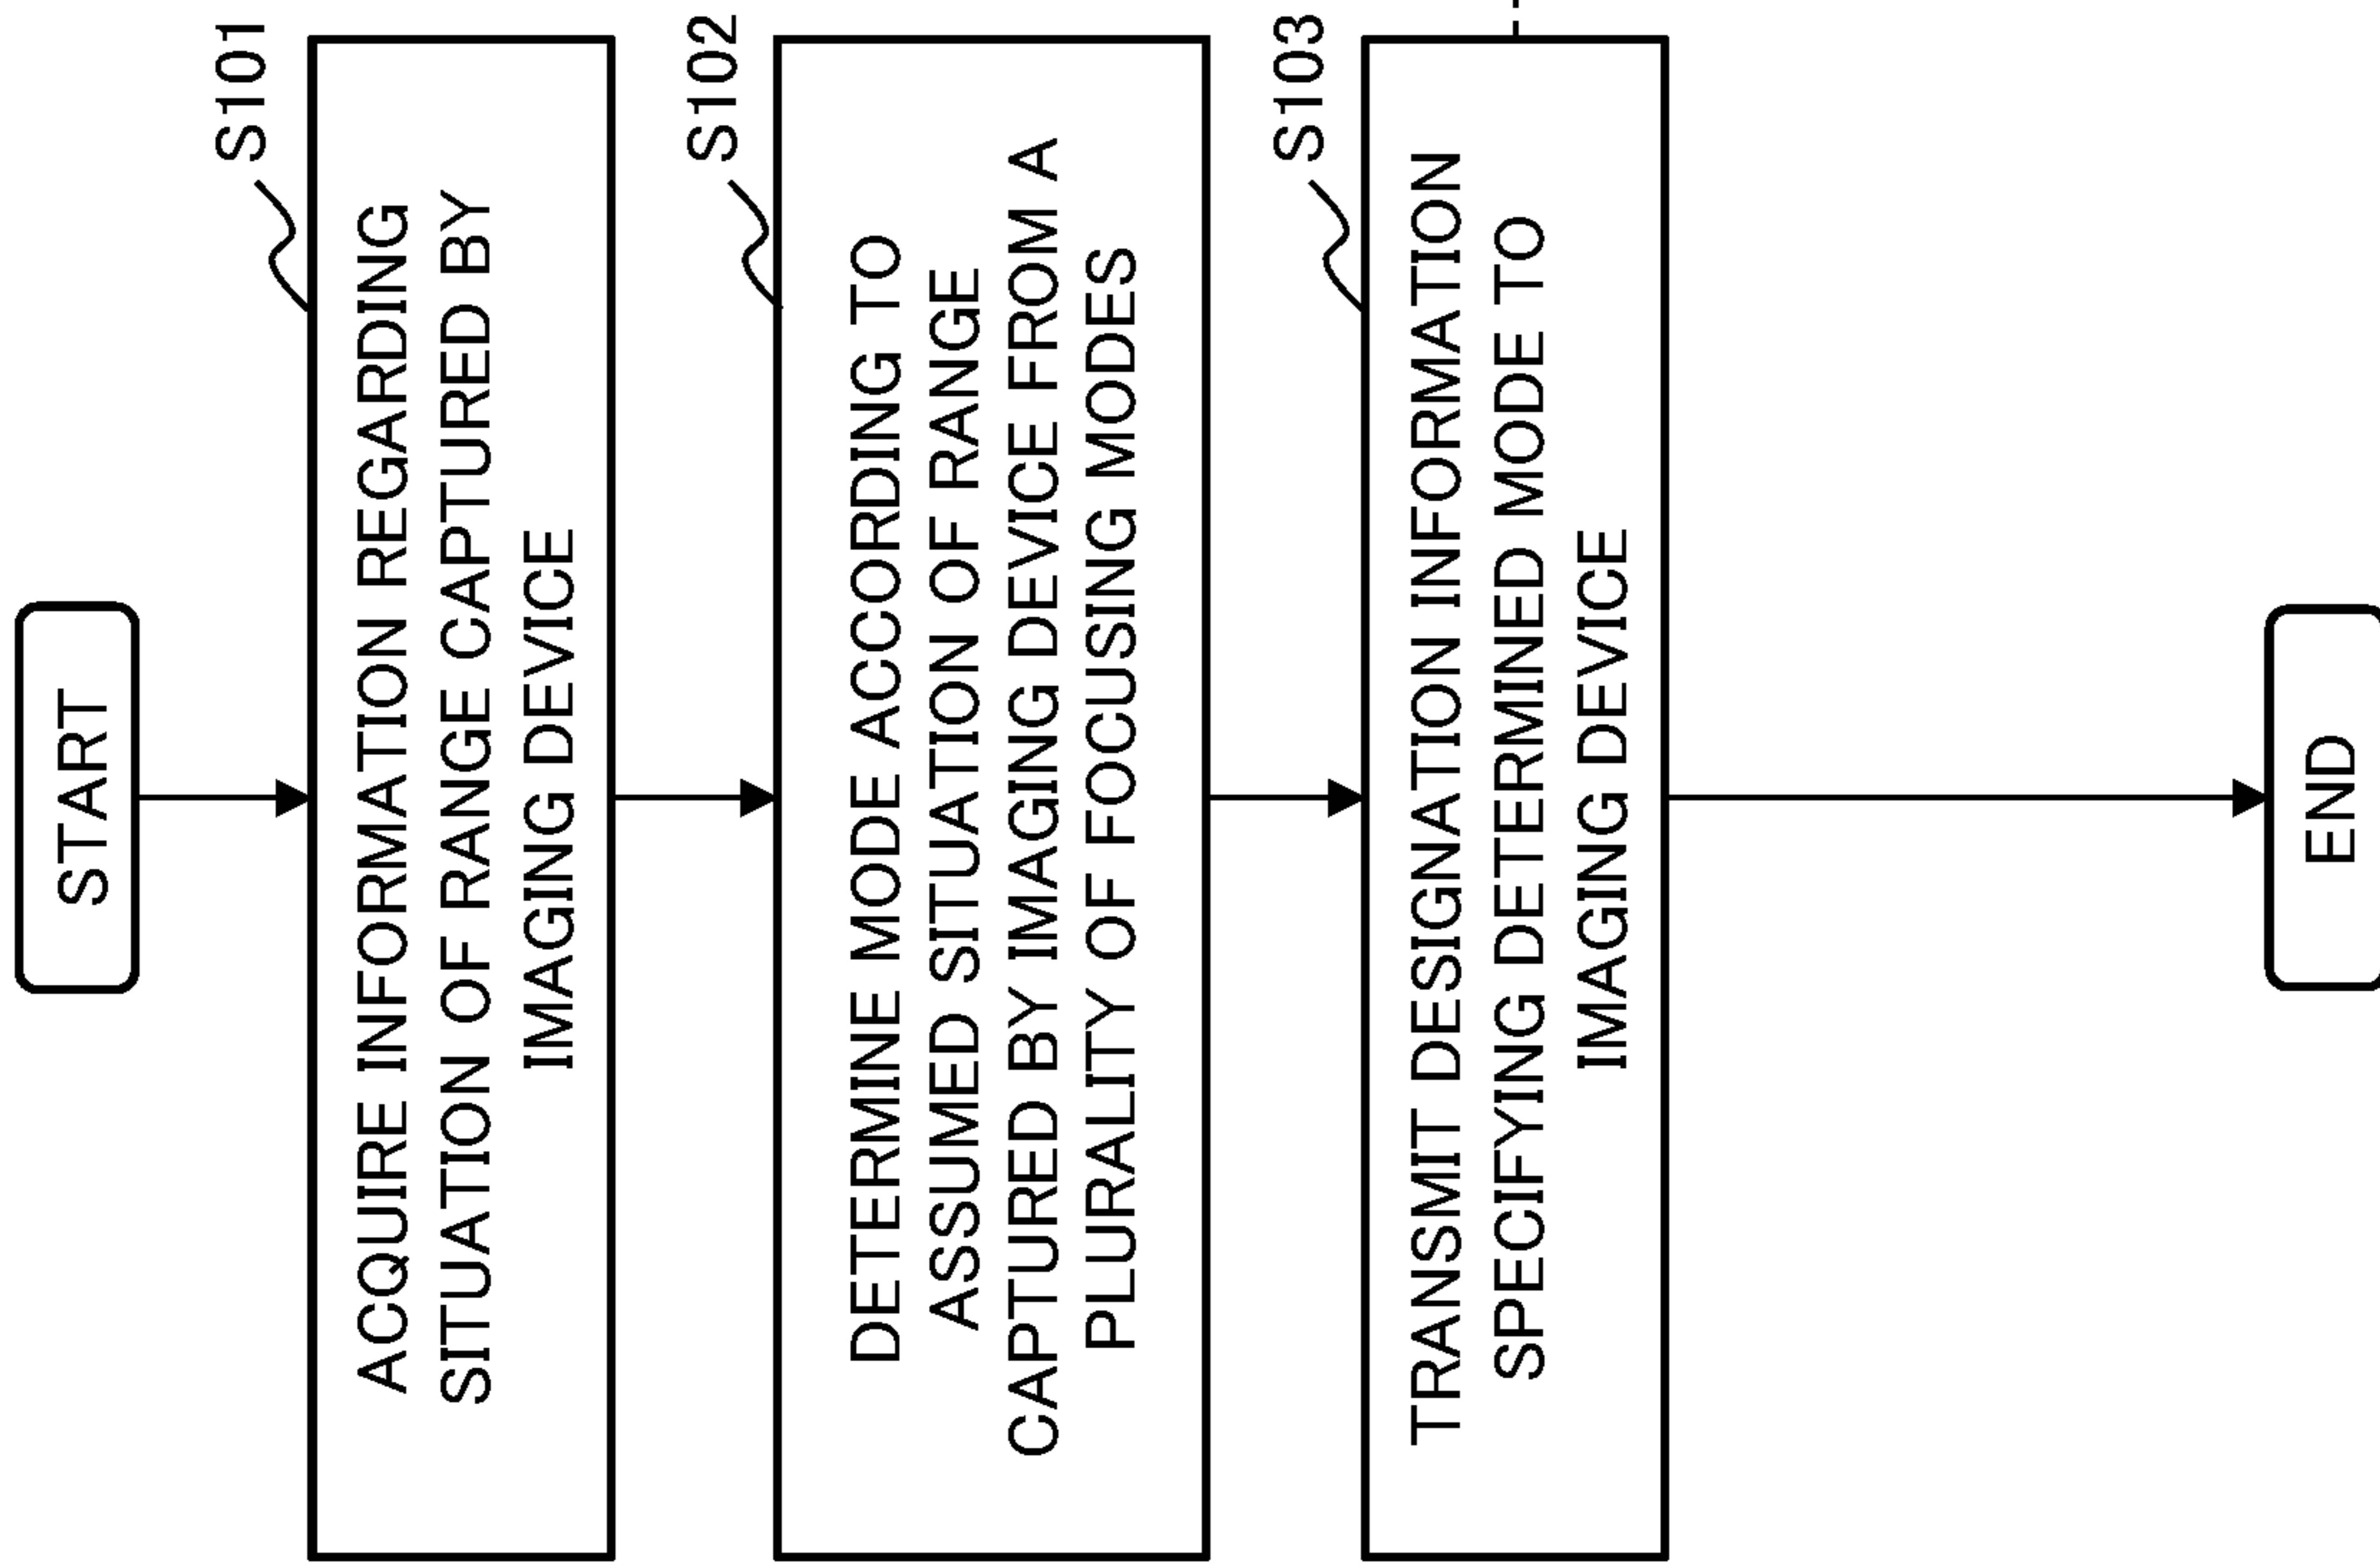 START
S101
ACQUIRE INFORMATION REGARDING
SITUATION OF RANGE CAPTURED BY
IMAGING DEVICE
S102
DETERMINE MODE ACCORDING TO
ASSUMED SITUATION OF RANGE
CAPTURED BY IMAGING DEVICE FROM A
PLURALITY OF FOCUSING MODES
S103
TRANSMIT DESIGNATION INFORMATION
SPECIFYING DETERMINED MODE TO
IMAGING DEVICE
END